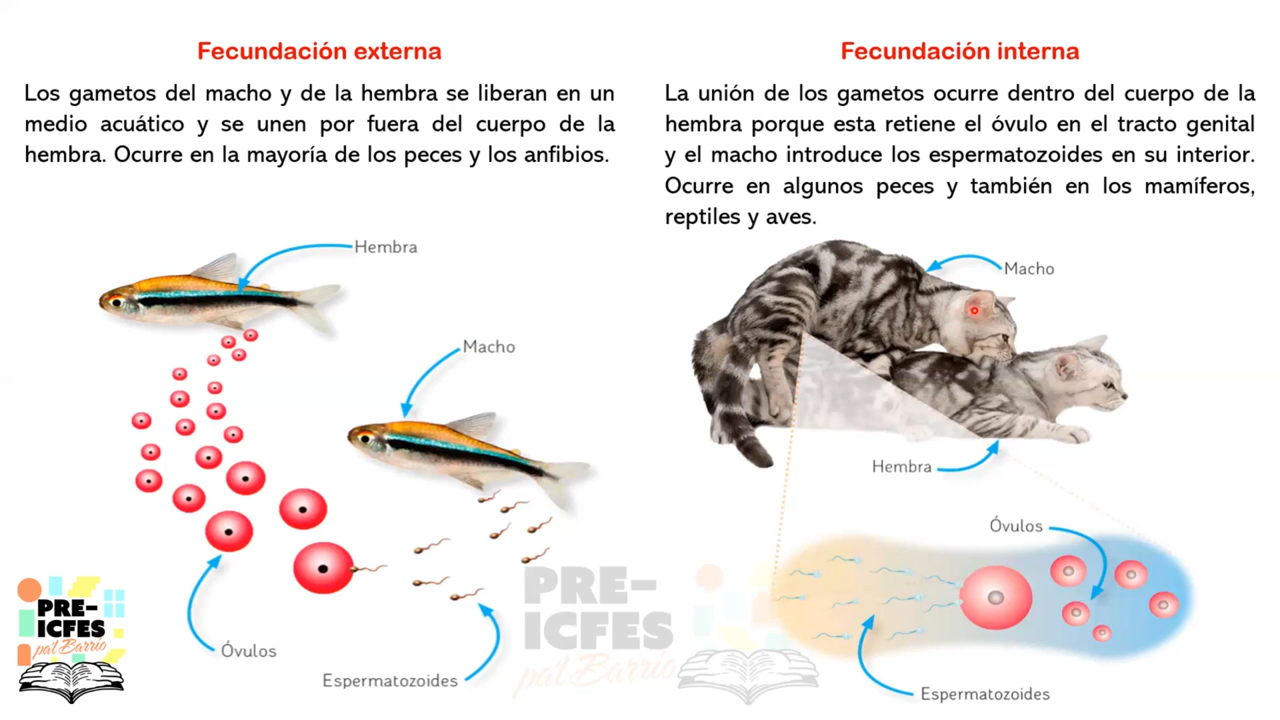 Fecundación externa
Los gametos del macho y de la hembra se liberan en un
medio acuático y se unen por fuera del cuerpo de la
hembra. Ocurre en la mayoría de los peces y los anfibios.
Hembra
Macho
Óvulos
Espermatozoides
Fecundación interna
La unión de los gametos ocurre dentro del cuerpo de la
hembra porque esta retiene el óvulo en el tracto genital
y el macho introduce los espermatozoides en su interior.
Ocurre en algunos peces y también en los mamíferos,
reptiles y aves.
Macho
Hembra
Óvulos
Espermatozoides
PRE-
ICFES
pa'l Barrio
PRE-
ICFES
pa'l Barrio